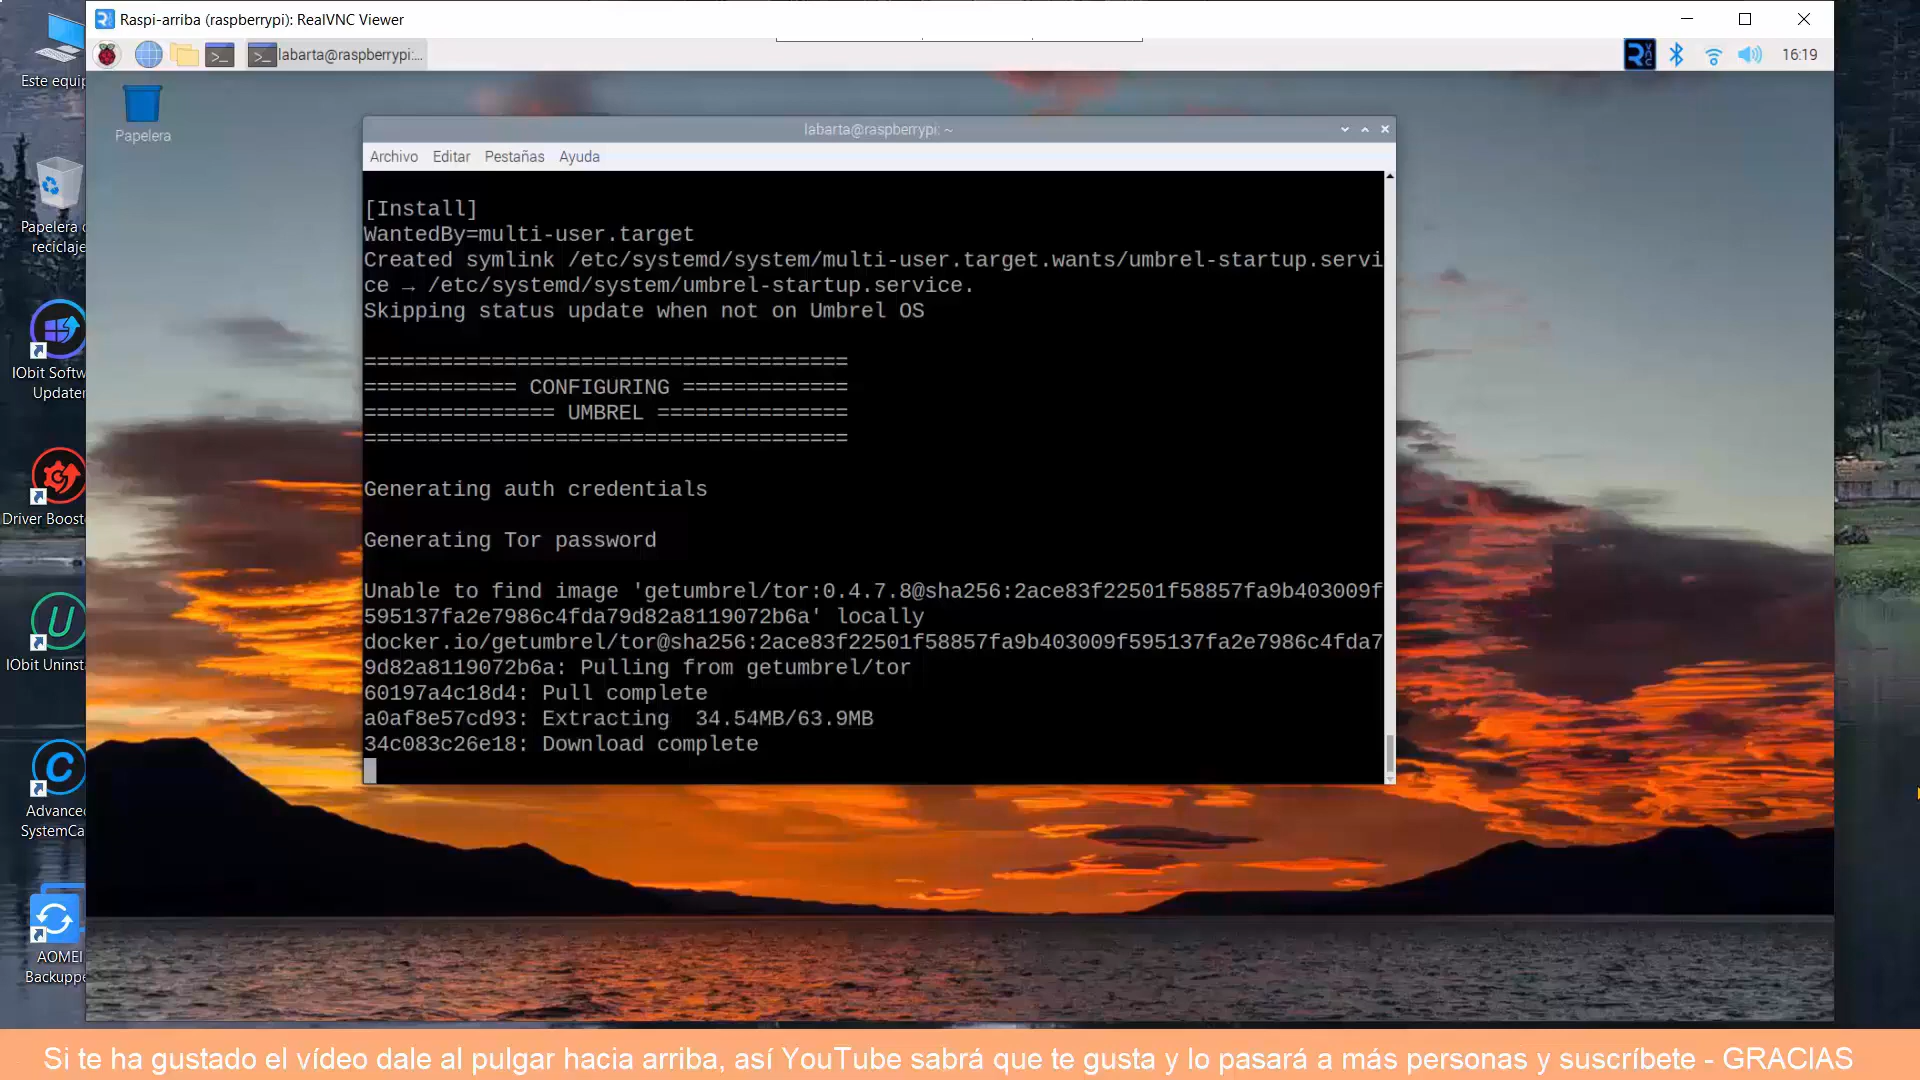 Raspi-arriba (raspberrypi): RealVNC Viewer
labarta@raspberrypi:...
16:19
Este equip
Papelera
Papelera
reciclaje
IObit Softw
Updater
Driver Boost
IObit Uninst
Advance
SystemCa
AOMEI
Backuppe
labarta@raspberrypi: ~
Archivo Editar Pestañas Ayuda
[Install]
WantedBy=multi-user.target
Created symlink /etc/systemd/system/multi-user.target.wants/umbrel-startup.servi
ce → /etc/systemd/system/umbrel-startup.service.
Skipping status update when not on Umbrel OS
======================================
============ CONFIGURING =============
=============== UMBREL ===============
======================================
Generating auth credentials
Generating Tor password
Unable to find image 'getumbrel/tor:0.4.7.8@sha256:2ace83f22501f58857fa9b403009f
595137fa2e7986c4fda79d82a8119072b6a' locally
docker.io/getumbrel/tor@sha256:2ace83f22501f58857fa9b403009f595137fa2e7986c4fda7
9d82a8119072b6a: Pulling from getumbrel/tor
60197a4c18d4: Pull complete
a0af8e57cd93: Extracting 34.54MB/63.9MB
34c083c26e18: Download complete
Si te ha gustado el vídeo dale al pulgar hacia arriba, así YouTube sabrá que te gusta y lo pasará a más personas y suscríbete - GRACIAS